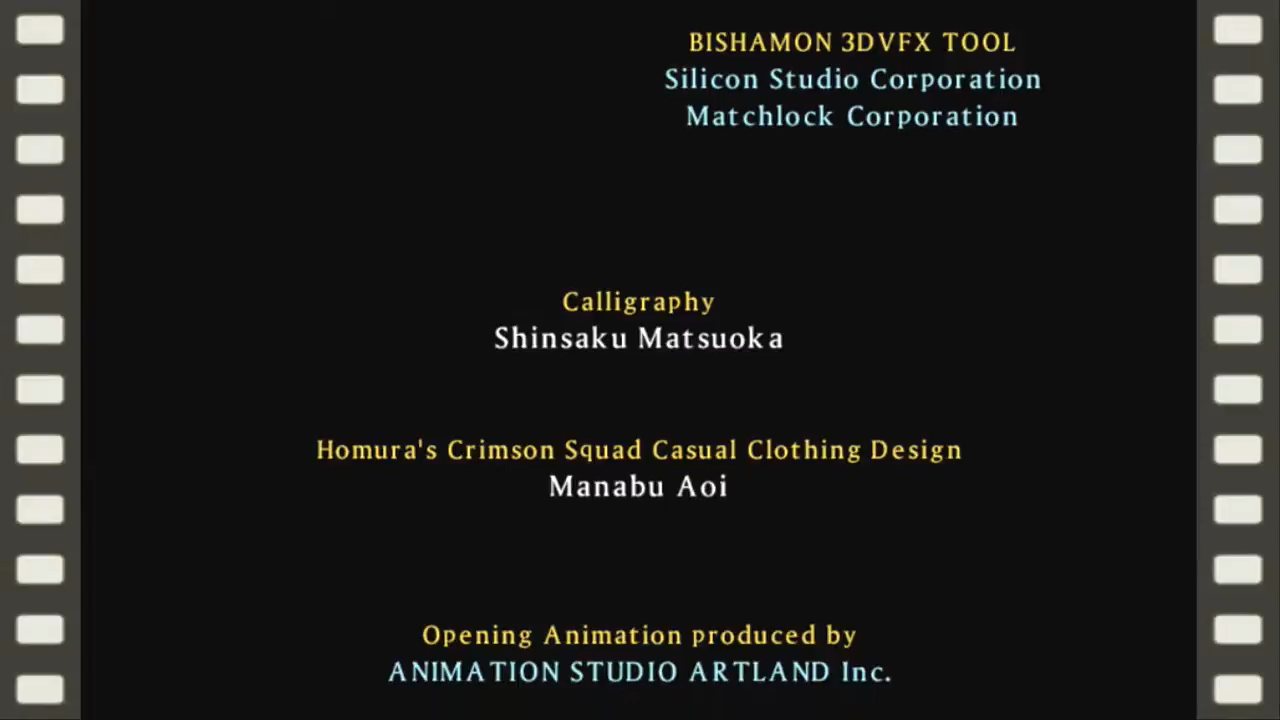 BISHAMON 3DVFX TOOL
Silicon Studio Corporation
Matchlock Corporation
Calligraphy
Shinsaku Matsuoka
Homura's Crimson Squad Casual Clothing Design
Manabu Aoi
Opening Animation produced by
ANIMATION STUDIO ARTLAND Inc.